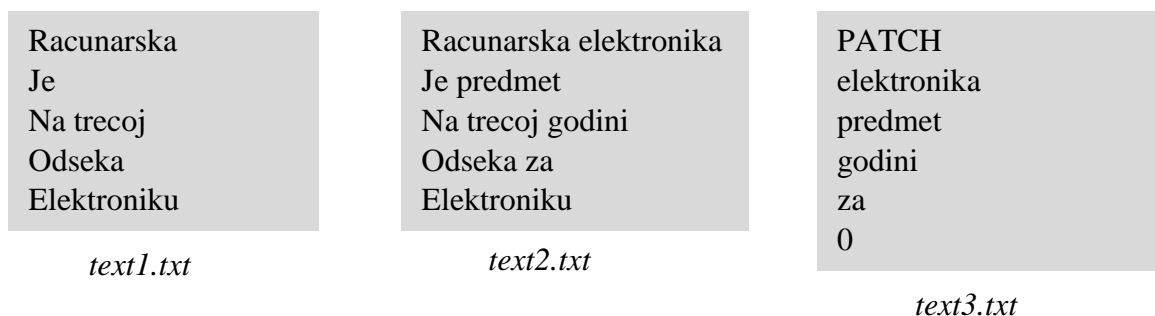 Racunarska
Je
Na trecoj
Odseka
Elektroniku
text1.txt
Racunarska elektronika
Je predmet
Na trecoj godini
Odseka za
Elektroniku
text2.txt
PATCH
elektronika
predmet
godini
za
0
text3.txt